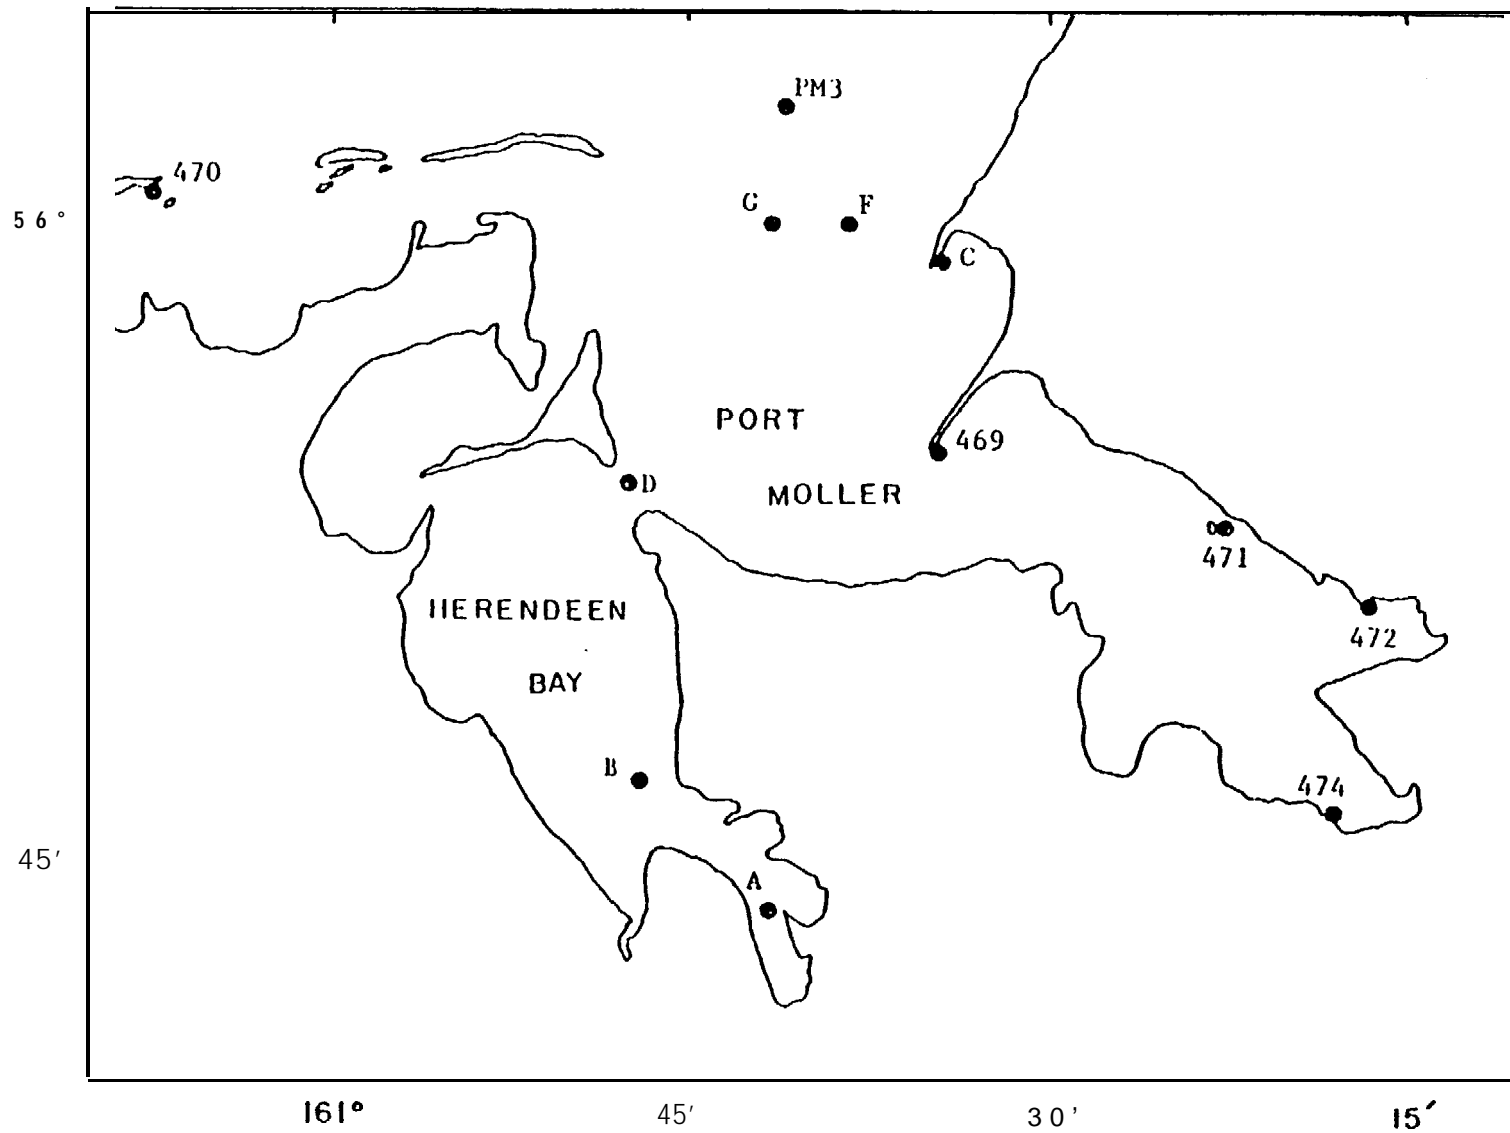 PM3
470
56°
G
F
C
PORT
469
MOLLER
D
471
HERENDEEN
472
BAY
B
474
45'
A
161°
45'
30'
15'